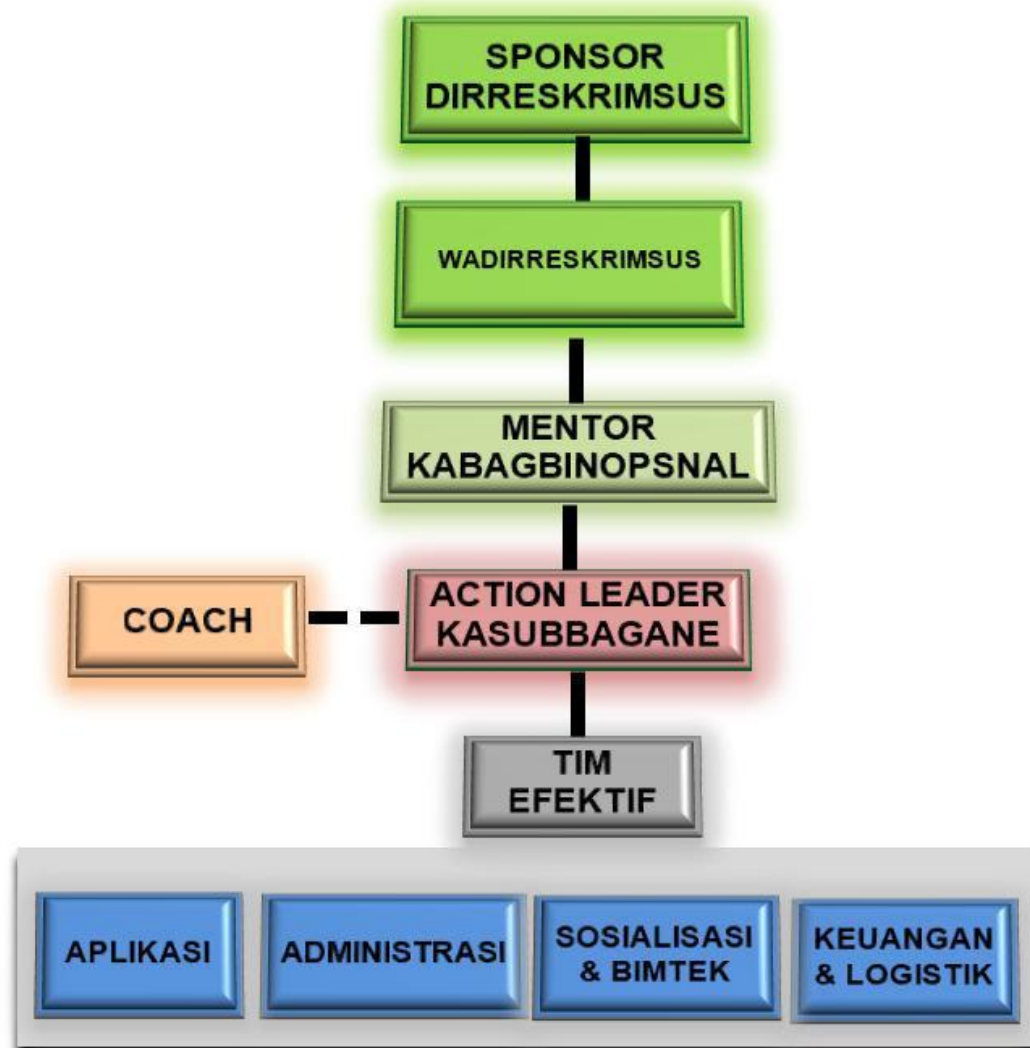 SPONSOR
DIRRESKRIMSUS
WADIRRESKRIMSUS
MENTOR
KABAGBINOPSNAL
COACH
ACTION LEADER
KASUBBAGANE
TIM
EFEKTIF
APLIKASI
ADMINISTRASI
SOSIALISASI
& BIMTEK
KEUANGAN
& LOGISTIK